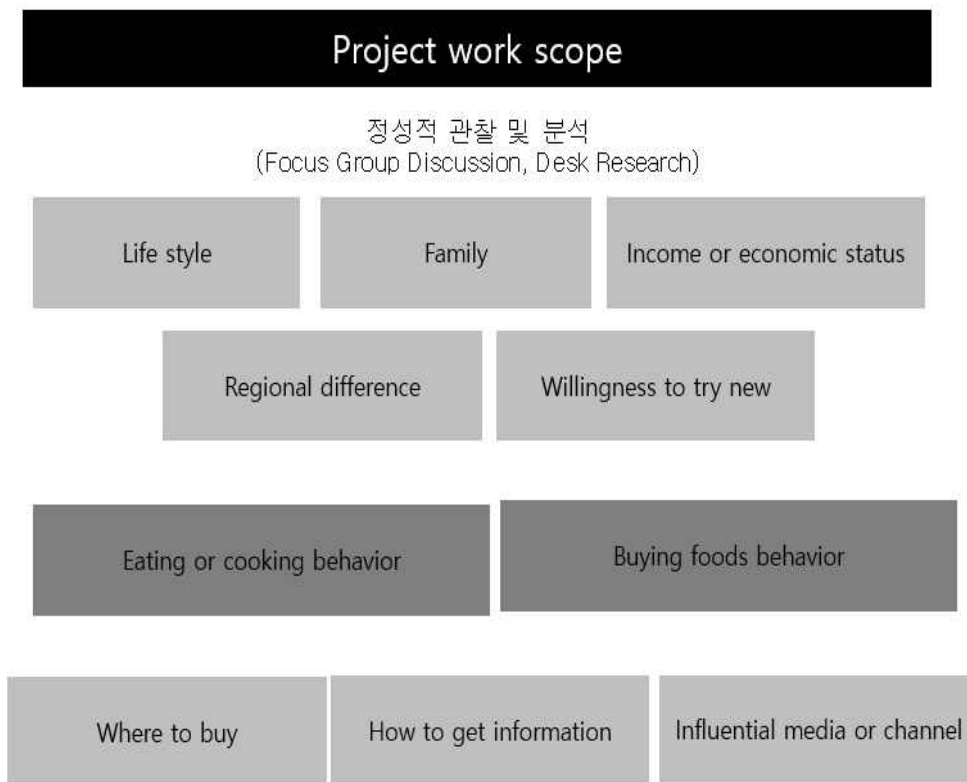 Project work scope
정성적 관찰 및 분석
(Focus Group Discussion, Desk Research)
Life style
Family
Income or economic status
Regional difference
Willingness to try new
Eating or cooking behavior
Buying foods behavior
Where to buy
How to get information
Influential media or channel